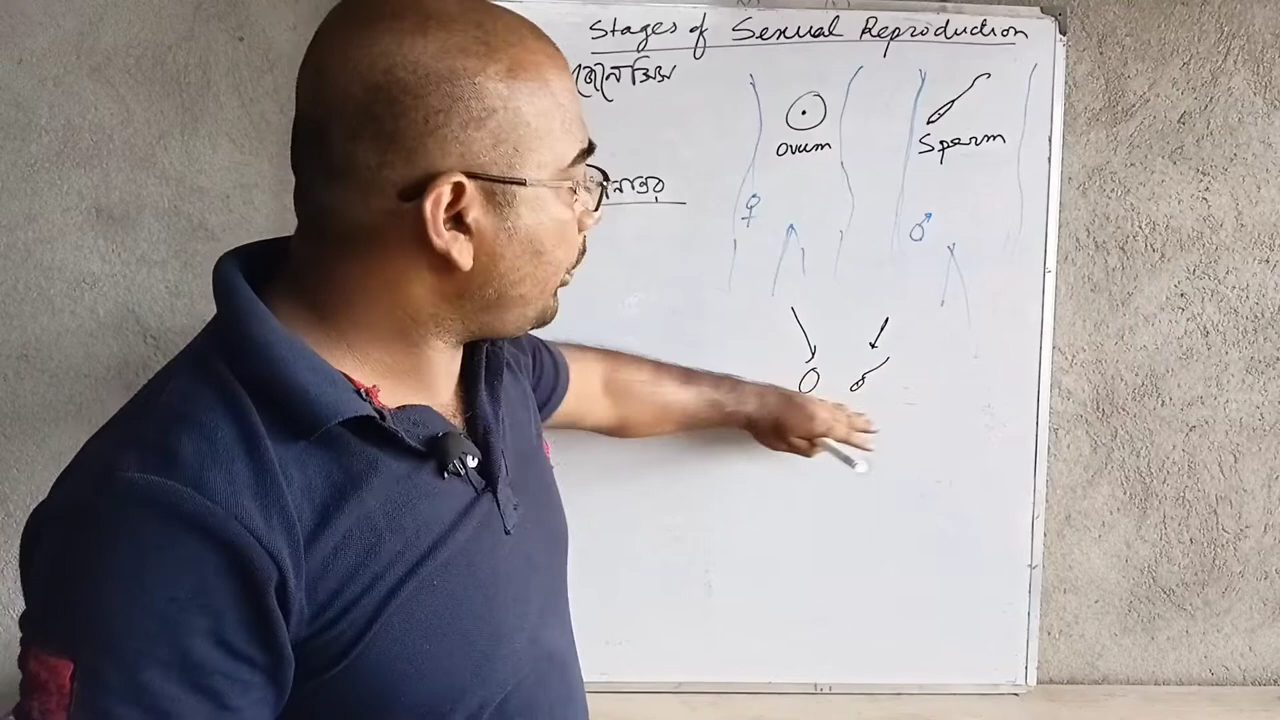 Stages of Sexual Reproduction
জেনেসিস
ovum
Sperm
♀
♂